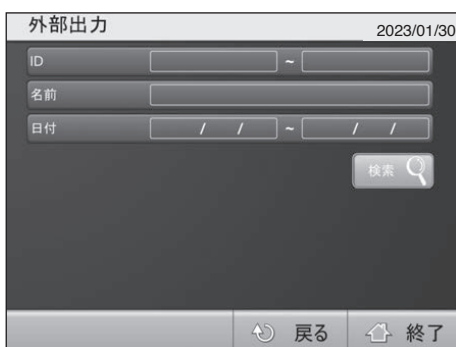 外部出力 2023/01/30
ID ~
名前
日付 / / ~ / /
検索
戻る 終了